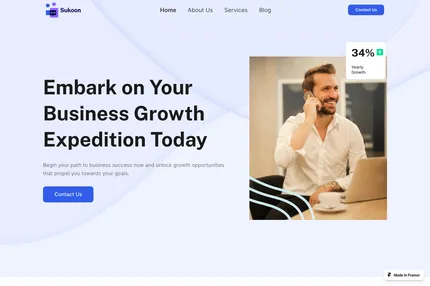 Sukoon
Home About Us Services Blog
Contact Us
34%
Yearly
Growth
Embark on Your
Business Growth
Expedition Today
Begin your path to business success now and unlock growth opportunities
that propel you towards your goals.
Contact Us
Made in Framer